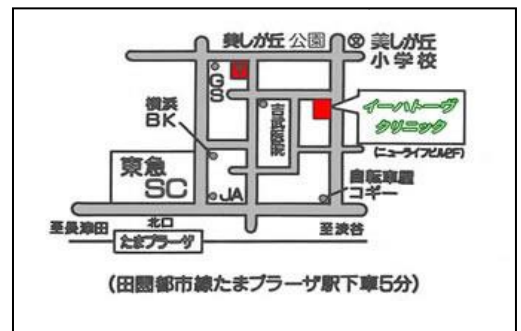 美しが丘 公園
美しが丘
小学校
GS
横浜
BK
吉武医院
イーハトーヴ
クリニック
(ニューライフビル2F)
東急
SC
JA
自転車屋
コギー
至長津田
北口
たまプラーザ
至渋谷
(田園都市線たまプラーザ駅下車5分)